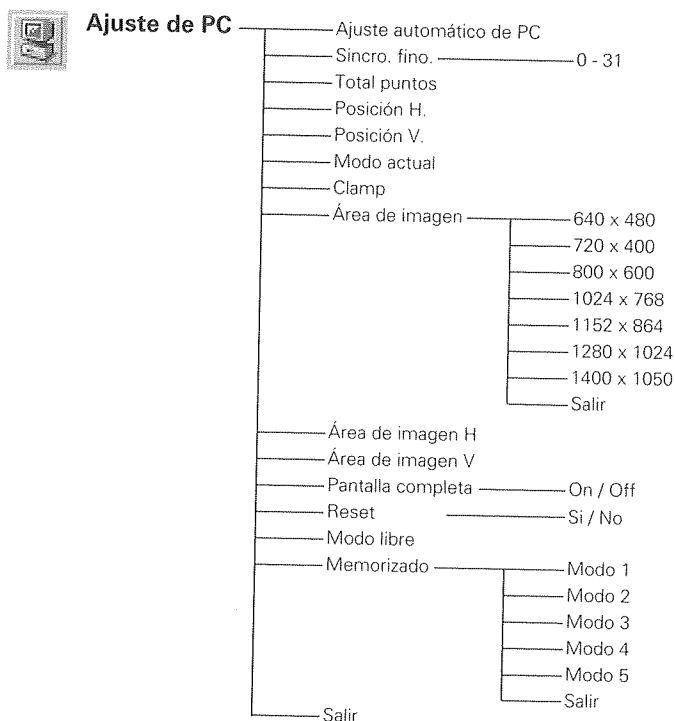 Ajuste de PC
Ajuste automático de PC
Sincro. fino. 0 - 31
Total puntos
Posición H.
Posición V.
Modo actual
Clamp
Área de imagen 640 x 480
720 x 400
800 x 600
1024 x 768
1152 x 864
1280 x 1024
1400 x 1050
Salir
Área de imagen H
Área de imagen V
Pantalla completa On / Off
Reset Si / No
Modo libre
Memorizado Modo 1
Modo 2
Modo 3
Modo 4
Modo 5
Salir
Salir